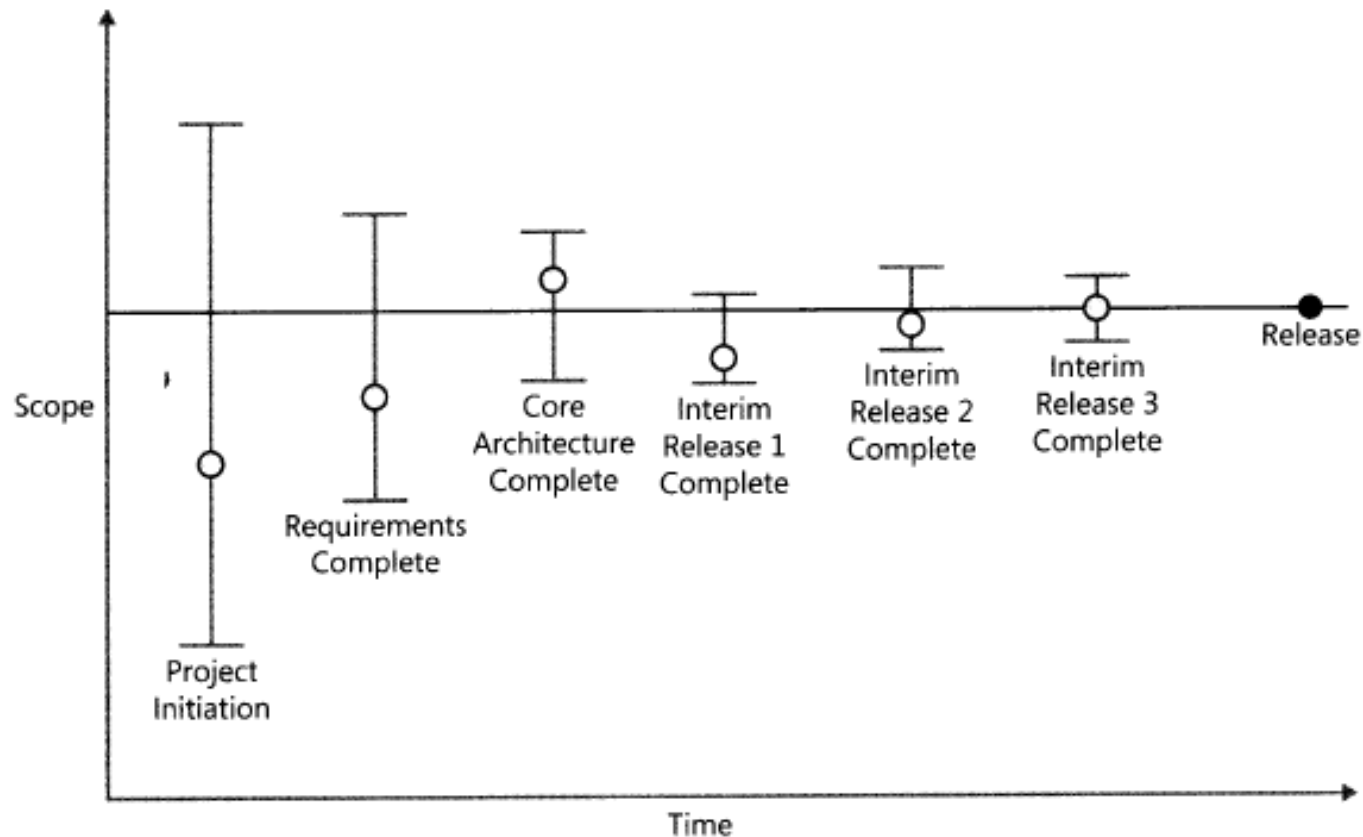 Scope
Project
Initiation
Requirements
Complete
Core
Architecture
Complete
Interim
Release 1
Complete
Interim
Release 2
Complete
Interim
Release 3
Complete
Release
Time